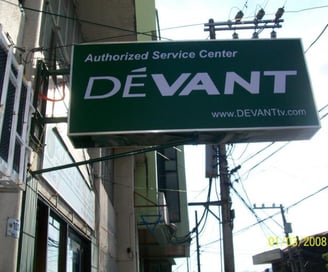 Authorized Service Center
DÉVANT
www.DEVANTtv.com